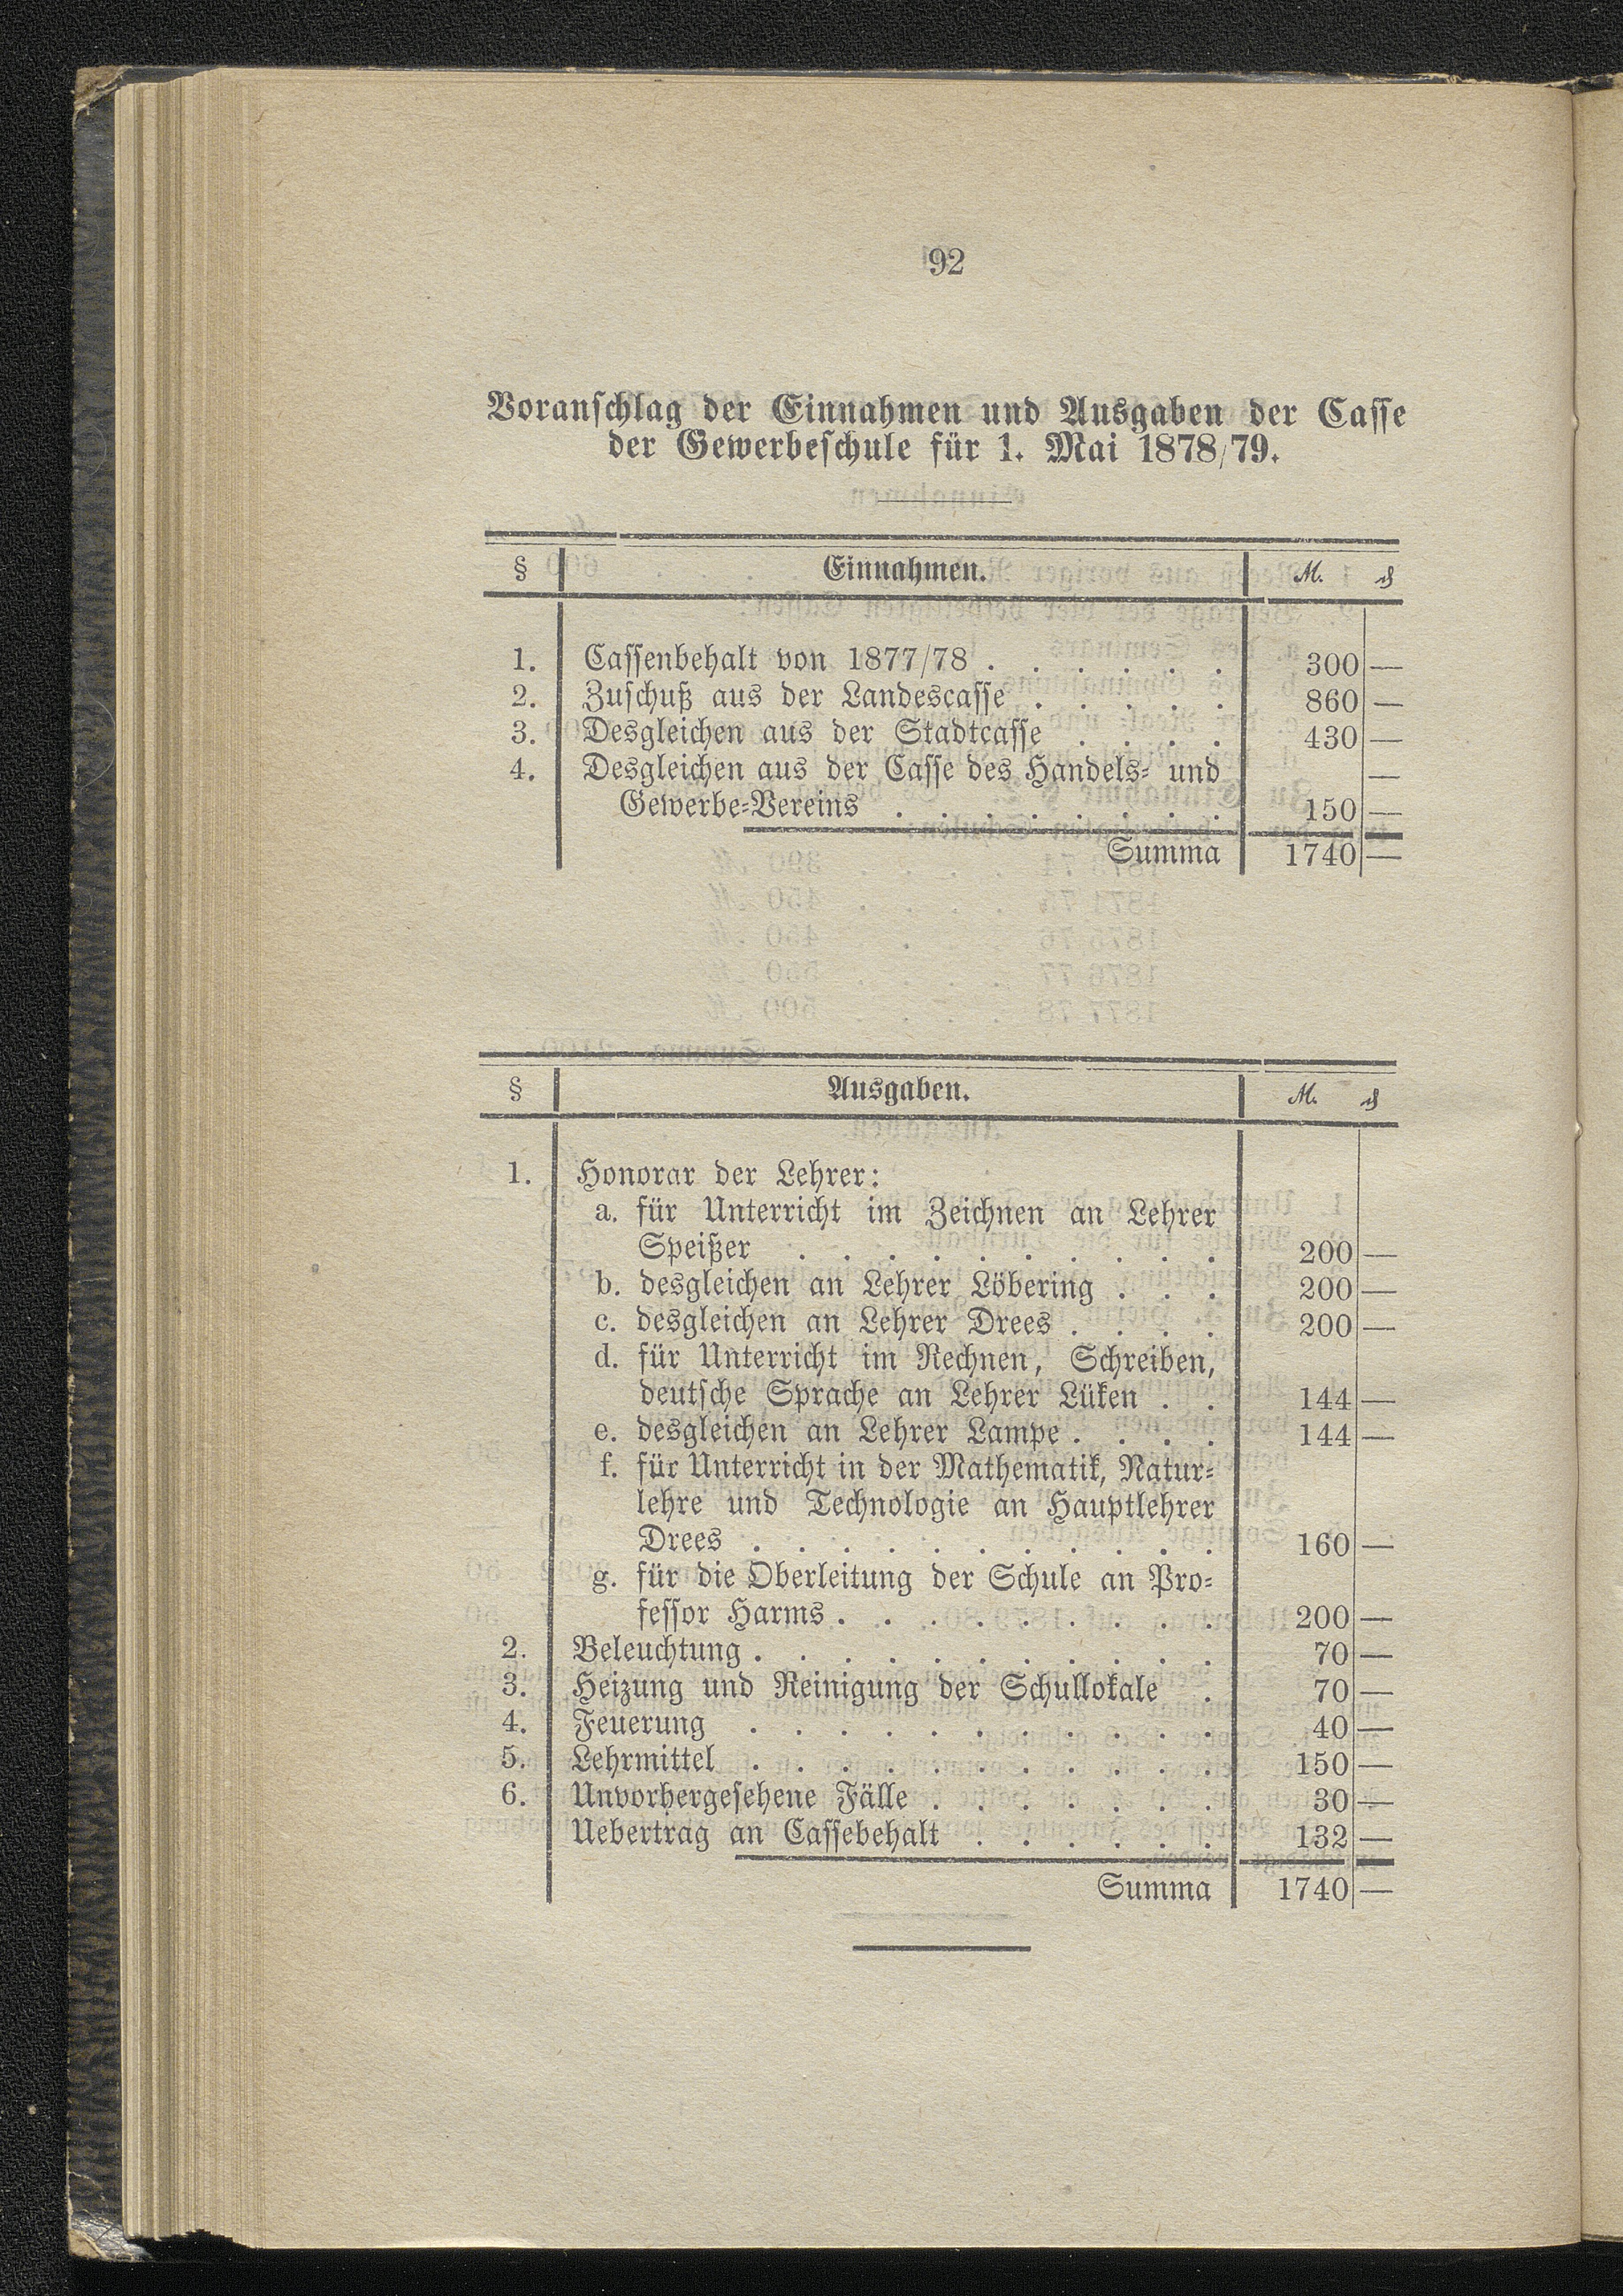 92
Voranschlag der Einnahmen und Ausgaben der Casse
der Gewerbeschule für 1. Mai 1878/79.
§ Einnahmen. M. ₰
1. Cassenbehalt von 1877/78 . . . . . . 300 —
2. Zuschuß aus der Landescasse . . . . . 860 —
3. Desgleichen aus der Stadtcasse . . . . 430 —
4. Desgleichen aus der Casse des Handels- und —
Gewerbe-Vereins . . . . . . . . 150 —
Summa 1740 —
§ Ausgaben. M. ₰
1. Honorar der Lehrer:
a. für Unterricht im Zeichnen an Lehrer
Speißer . . . . . . . . . . 200 —
b. desgleichen an Lehrer Löbering . . . 200 —
c. desgleichen an Lehrer Drees . . . . 200 —
d. für Unterricht im Rechnen, Schreiben,
deutsche Sprache an Lehrer Lüken . . 144 —
e. desgleichen an Lehrer Lampe . . . . 144 —
f. für Unterricht in der Mathematik, Natur-
lehre und Technologie an Hauptlehrer
Drees . . . . . . . . . . . 160 —
g. für die Oberleitung der Schule an Pro-
fessor Harms . . . . . . . . . 200 —
2. Beleuchtung . . . . . . . . . . . 70 —
3. Heizung und Reinigung der Schullokale . 70 —
4. Feuerung . . . . . . . . . . . 40 —
5. Lehrmittel . . . . . . . . . . . 150 —
6. Unvorhergesehene Fälle . . . . . . . 30 —
Uebertrag an Cassebehalt . . . . . . 132 —
Summa 1740 —